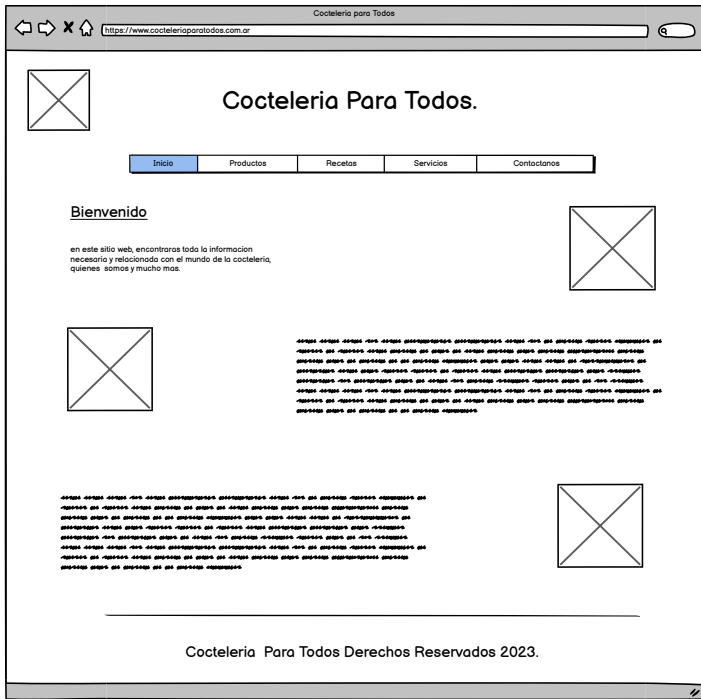 Cocteleria para Todos
https://www.cocteleriaparatodos.com.ar
Cocteleria Para Todos.
Inicio Productos Recetas Servicios Contactanos
Bienvenido
en este sitio web, encontraras toda la informacion
necesaria y relacionada con el mundo de la cocteleria,
quienes somos y mucho mas.
Cocteleria Para Todos Derechos Reservados 2023.